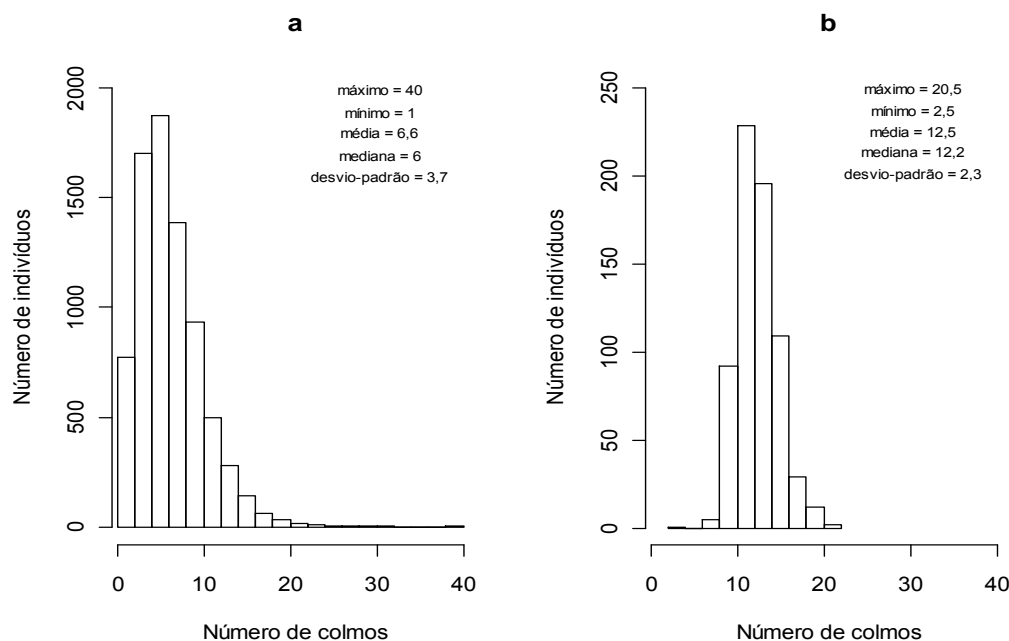 a
máximo = 40
mínimo = 1
média = 6,6
mediana = 6
desvio-padrão = 3,7
Número de indivíduos
2000
1500
1000
500
0
0 10 20 30 40
Número de colmos
b
máximo = 20,5
mínimo = 2,5
média = 12,5
mediana = 12,2
desvio-padrão = 2,3
Número de indivíduos
250
200
150
100
50
0
0 10 20 30 40
Número de colmos